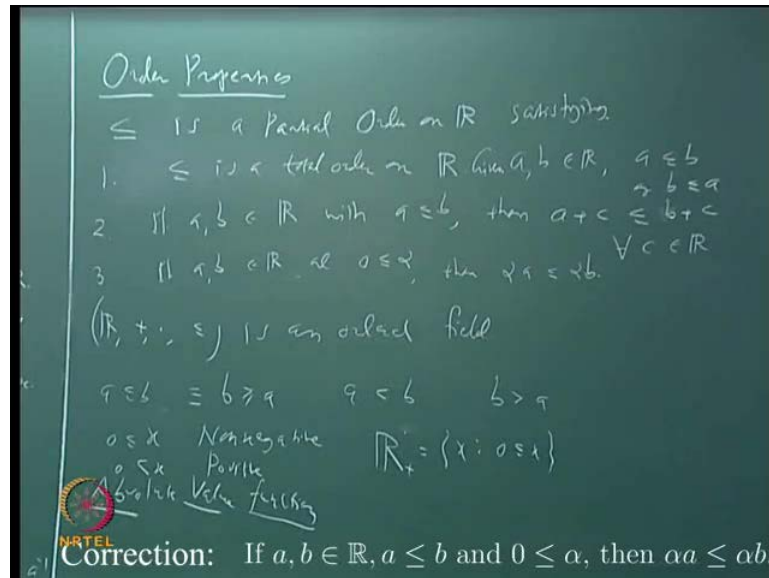 Order Properties
≤ is a Partial Order on ℝ satisfying.
1. ≤ is a total order on ℝ Given a, b ∈ ℝ, a ≤ b
or b ≤ a
2 If a, b ∈ ℝ with a ≤ b, then a + c ≤ b + c
∀ c ∈ ℝ
3 If a, b ∈ ℝ and 0 ≤ α, then αa ≤ αb.
(ℝ, +, ·, ≤) is an ordered field
a ≤ b ≡ b ≥ a a < b b > a
0 ≤ x Nonnegative ℝ₊ = {x : 0 ≤ x}
0 < x Positive
Absolute Value function
NPTEL
Correction: If a, b ∈ ℝ, a ≤ b and 0 ≤ α, then αa ≤ αb.